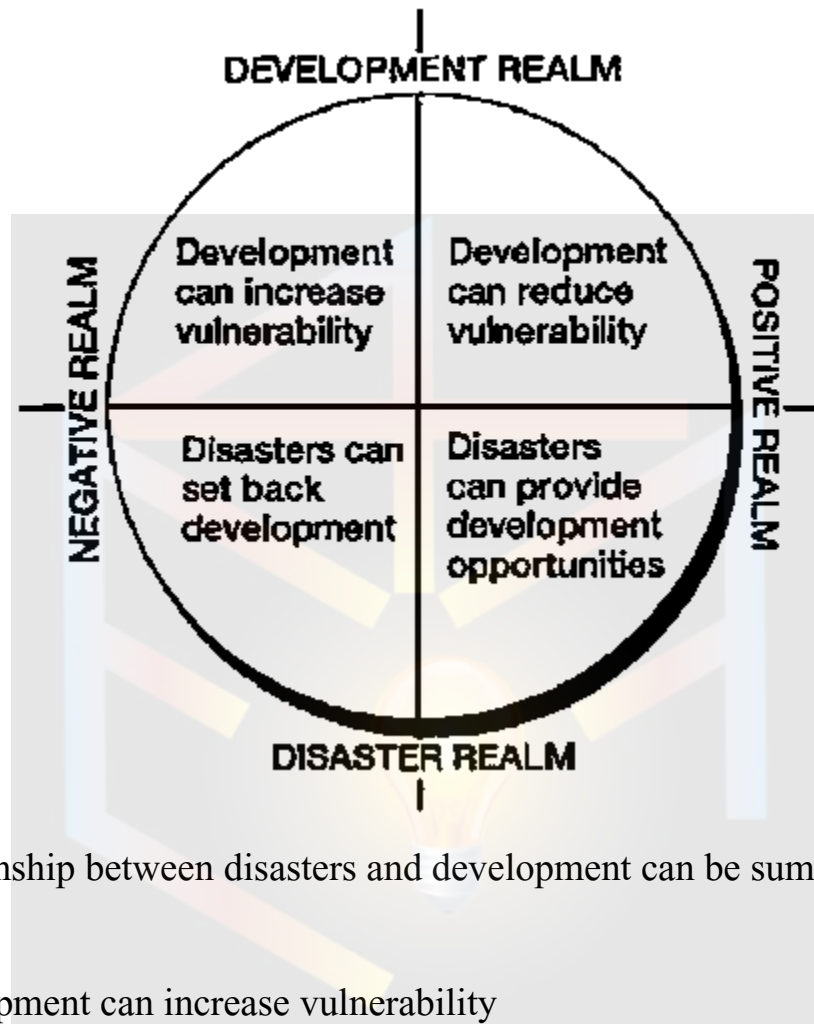 DEVELOPMENT REALM
Development
can increase
vulnerability
Development
can reduce
vulnerability
NEGATIVE REALM
POSITIVE REALM
Disasters can
set back
development
Disasters
can provide
development
opportunities
DISASTER REALM
nship between disasters and development can be sum
pment can increase vulnerability